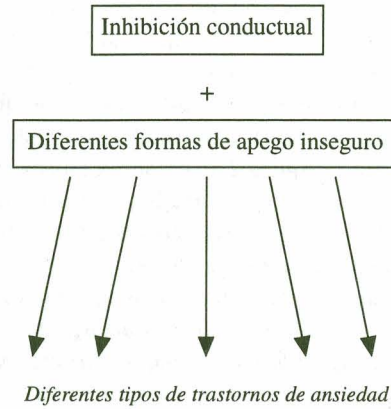 Inhibición conductual
+
Diferentes formas de apego inseguro
Diferentes tipos de trastornos de ansiedad